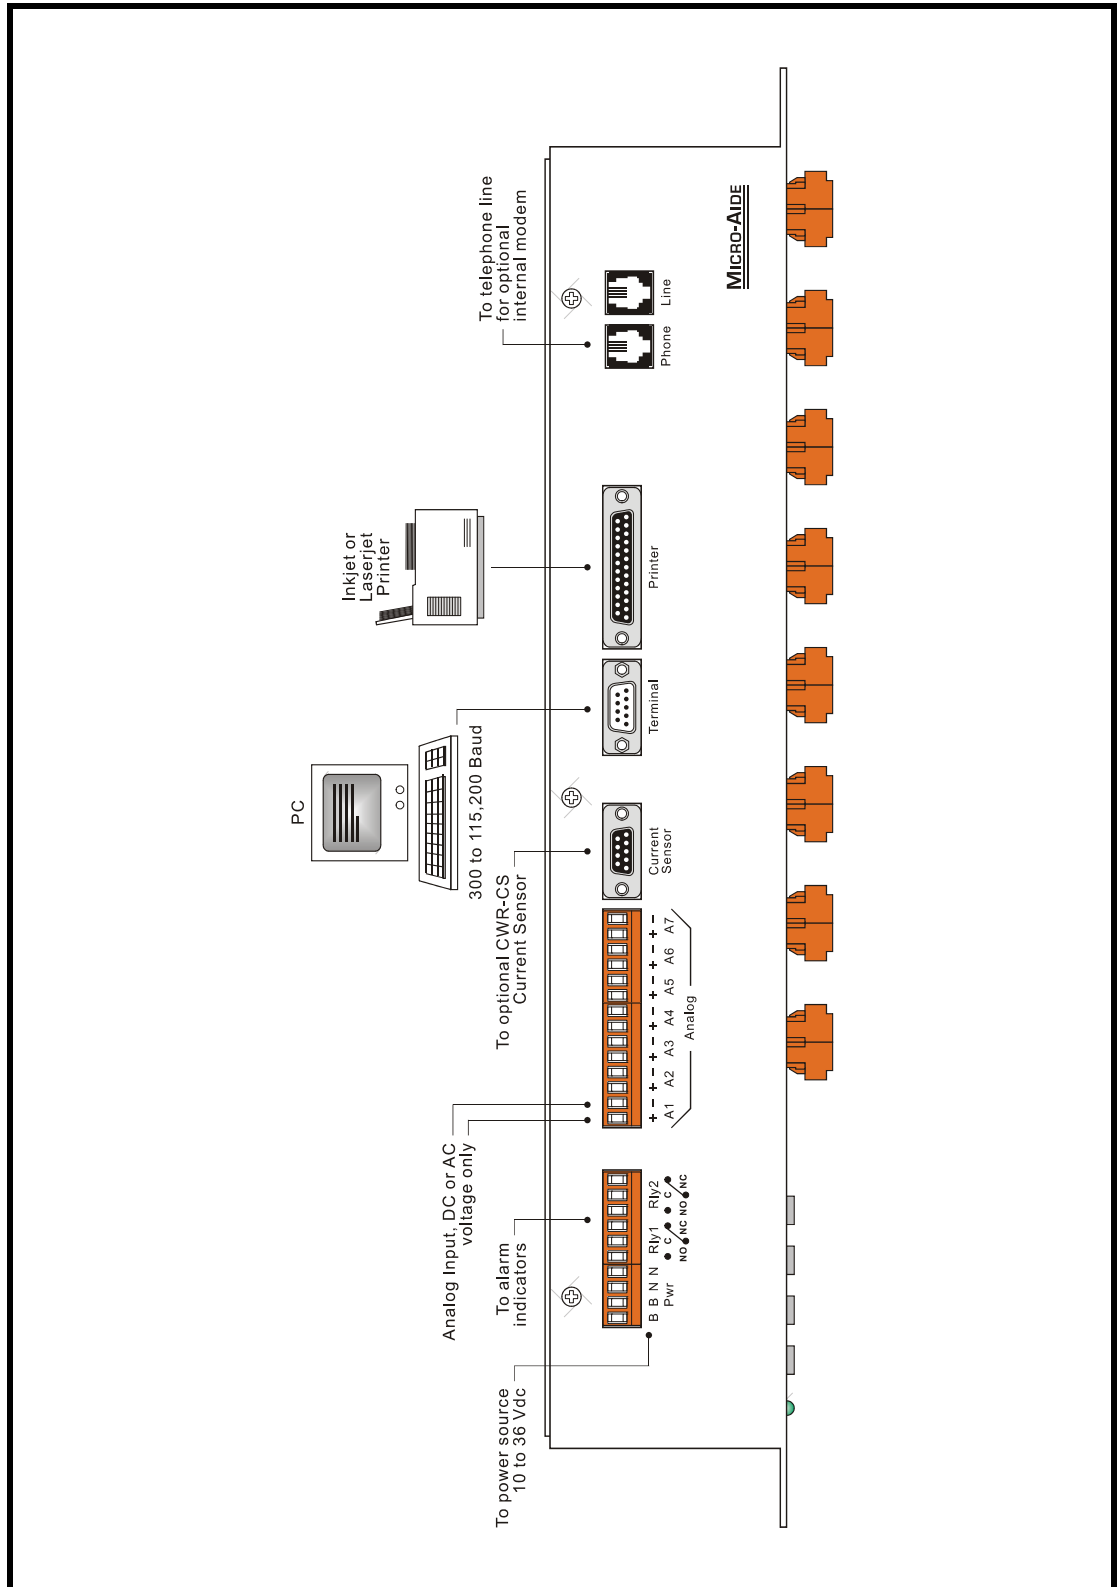 PC
300 to 115,200 Baud
Inkjet or
Laserjet
Printer
To power source
10 to 36 Vdc
To alarm
indicators
Analog Input, DC or AC
voltage only
To optional CWR-CS
Current Sensor
To telephone line
for optional
internal modem
B B N N
Pwr
Rly1
C
NO NC
Rly2
C
NO NC
+ - + - + - + - + - + - + -
A1 A2 A3 A4 A5 A6 A7
Analog
Current
Sensor
Terminal
Printer
Phone
Line
MICRO-AIDE